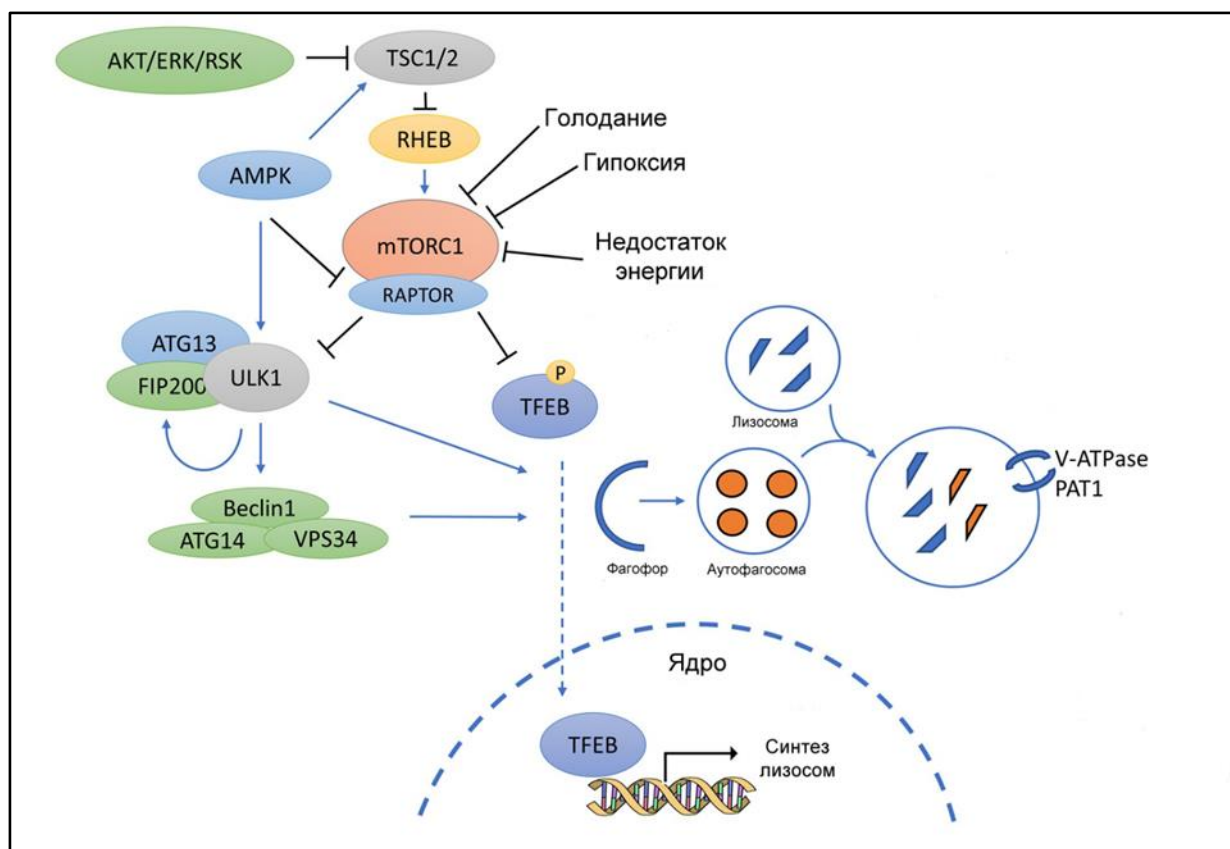 AKT/ERK/RSK
TSC1/2
RHEB
Голодание
Гипоксия
AMPK
mTORC1
Недостаток
энергии
RAPTOR
ATG13
FIP200
ULK1
P
TFEB
Лизосома
V-ATPase
PAT1
Beclin1
ATG14
VPS34
Фагофор
Аутофагосома
Ядро
TFEB
Синтез
лизосом